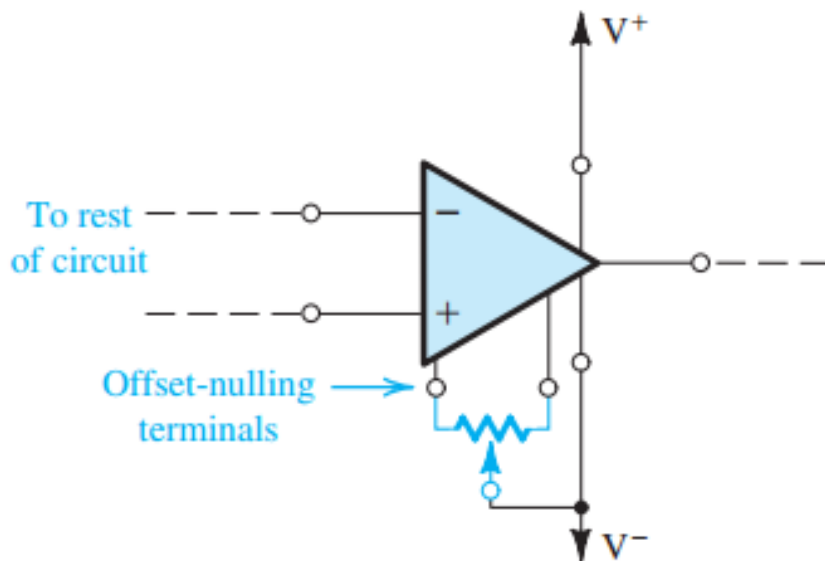 V⁺
To rest
of circuit
−
+
Offset-nulling
terminals
V⁻